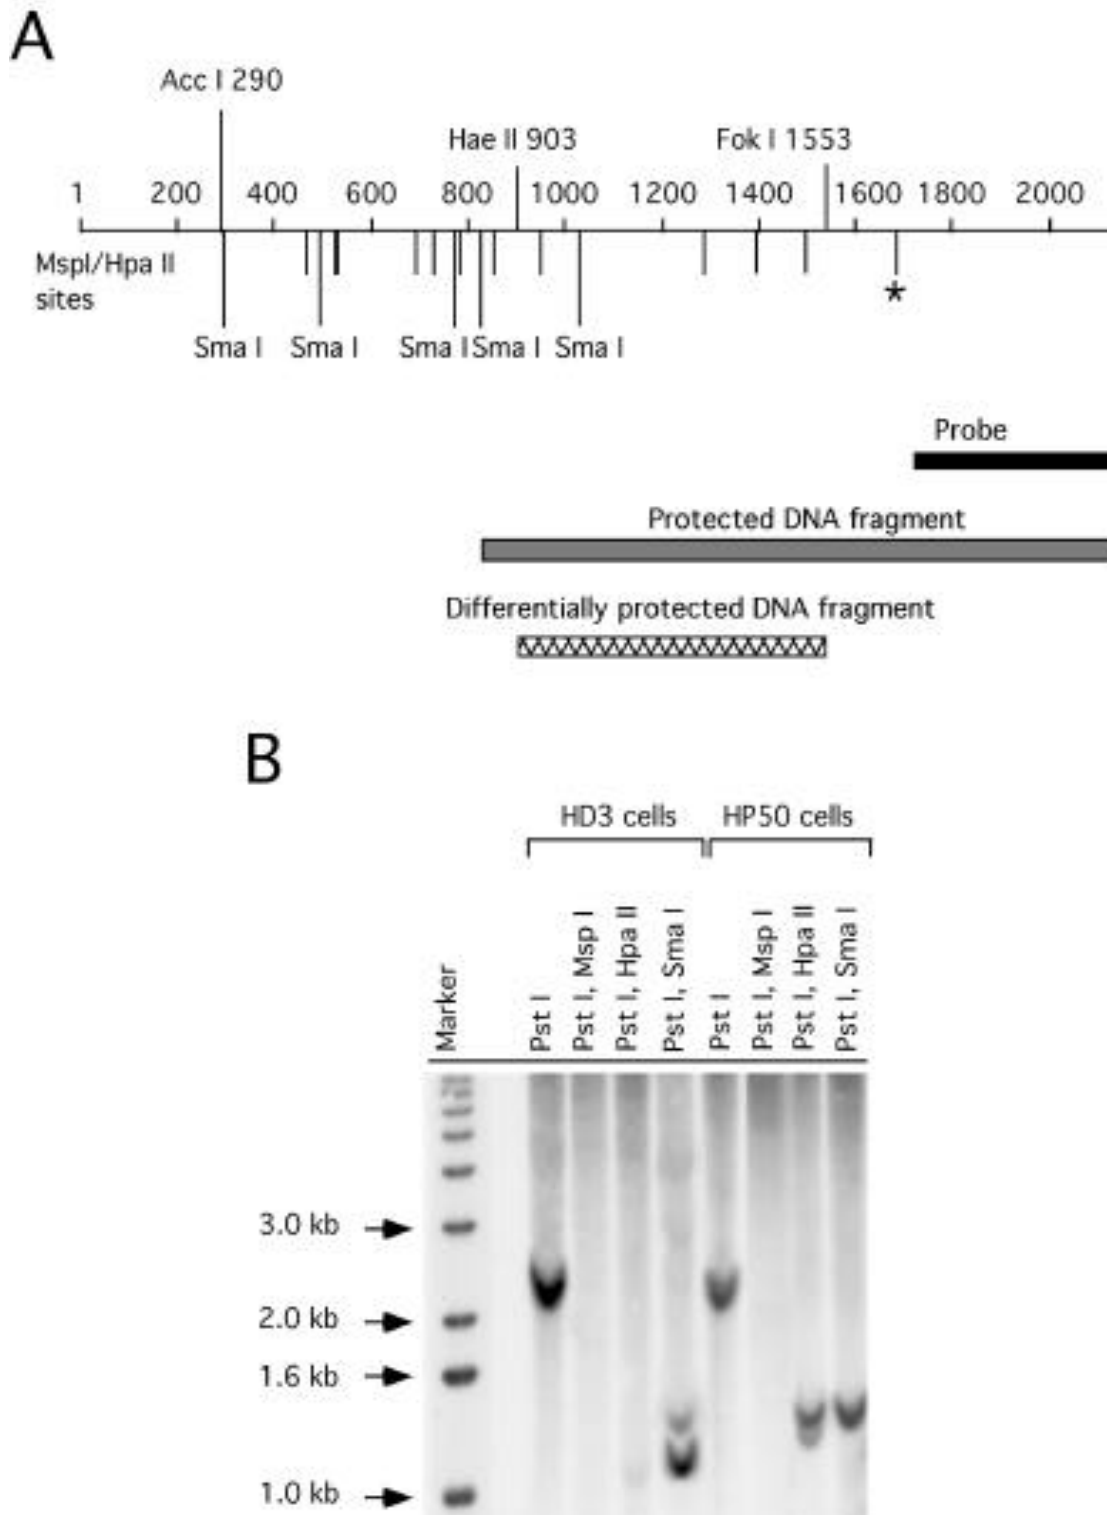 A
Acc I 290
Hae II 903
Fok I 1553
1 200 400 600 800 1000 1200 1400 1600 1800 2000
MspI/Hpa II
sites
*
Sma I Sma I Sma I Sma I Sma I
Probe
Protected DNA fragment
Differentially protected DNA fragment
B
HD3 cells HP50 cells
Marker
Pst I
Pst I, Msp I
Pst I, Hpa II
Pst I, Sma I
Pst I
Pst I, Msp I
Pst I, Hpa II
Pst I, Sma I
3.0 kb
2.0 kb
1.6 kb
1.0 kb